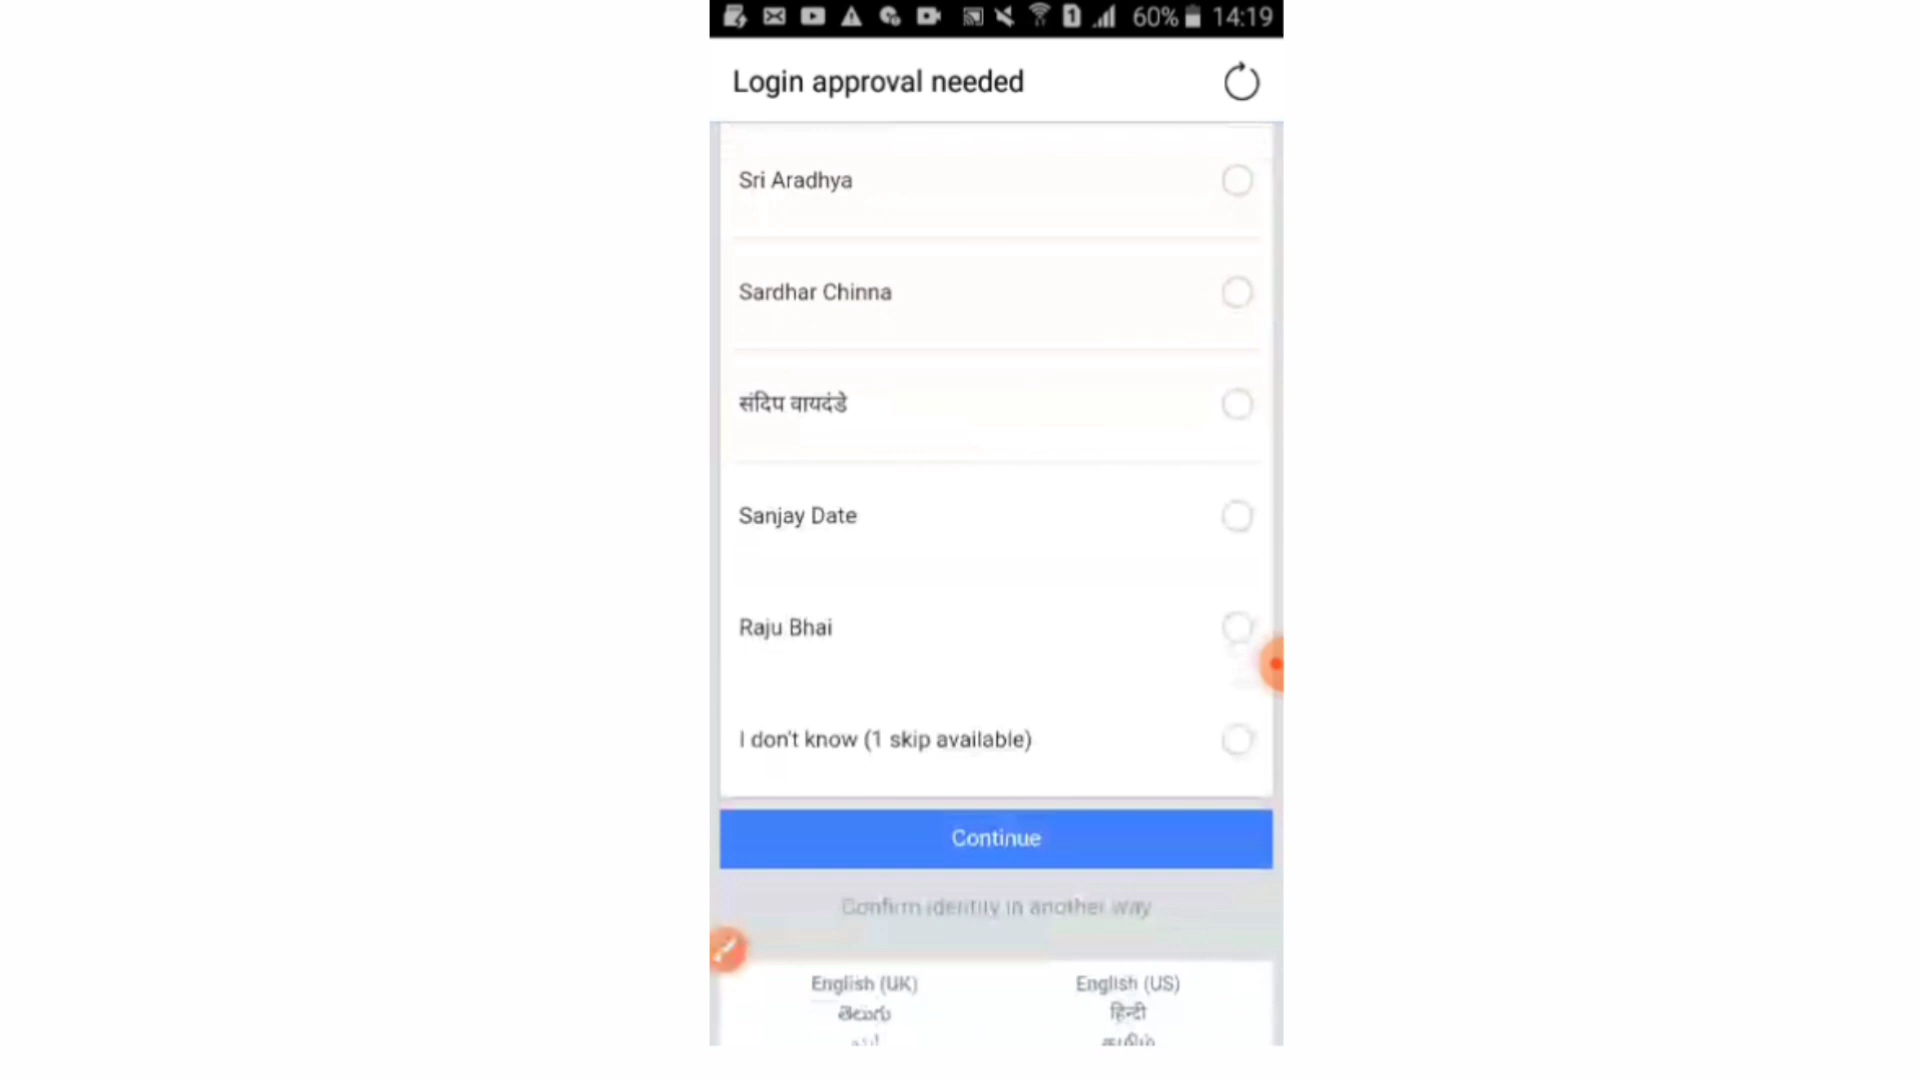 60% 14:19
Login approval needed
Sri Aradhya
Sardhar Chinna
संदिप वायदंडे
Sanjay Date
Raju Bhai
I don't know (1 skip available)
Continue
Confirm identity in another way
English (UK) English (US)
తెలుగు हिन्दी
தமிழ்